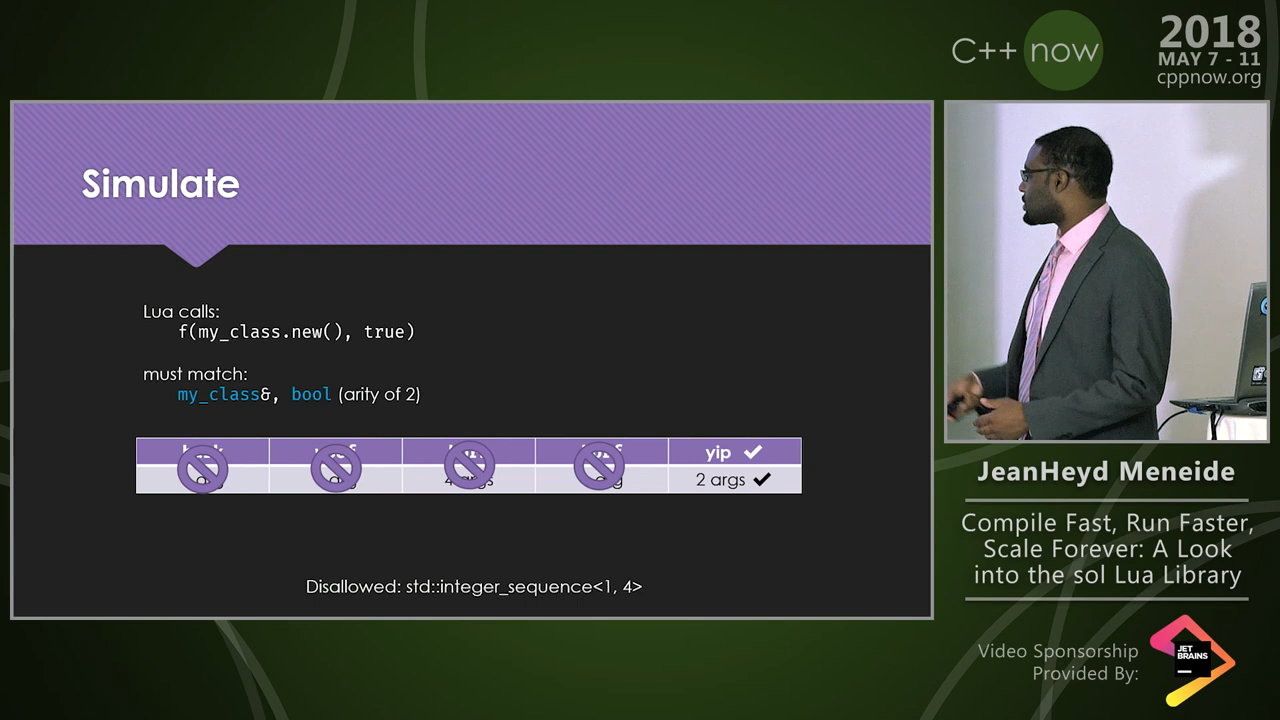 C++ now
2018
MAY 7 - 11
cppnow.org
Simulate
Lua calls:
f(my_class.new(), true)
must match:
my_class&, bool (arity of 2)
yip ✔
4 args
2 args ✔
Disallowed: std::integer_sequence<1, 4>
JeanHeyd Meneide
Compile Fast, Run Faster,
Scale Forever: A Look
into the sol Lua Library
Video Sponsorship
Provided By:
JET
BRAINS